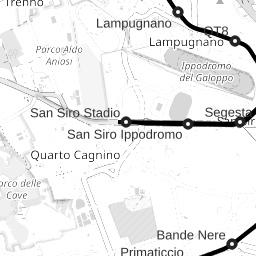 Trenno
Lampugnano
QT8
Lampugnano
Parco Aldo
Aniasi
Ippodromo
del Galoppo
San Siro Stadio
Segesta
San Siro Ippodromo
Quarto Cagnino
Parco delle
Cave
Bande Nere
Primaticcio